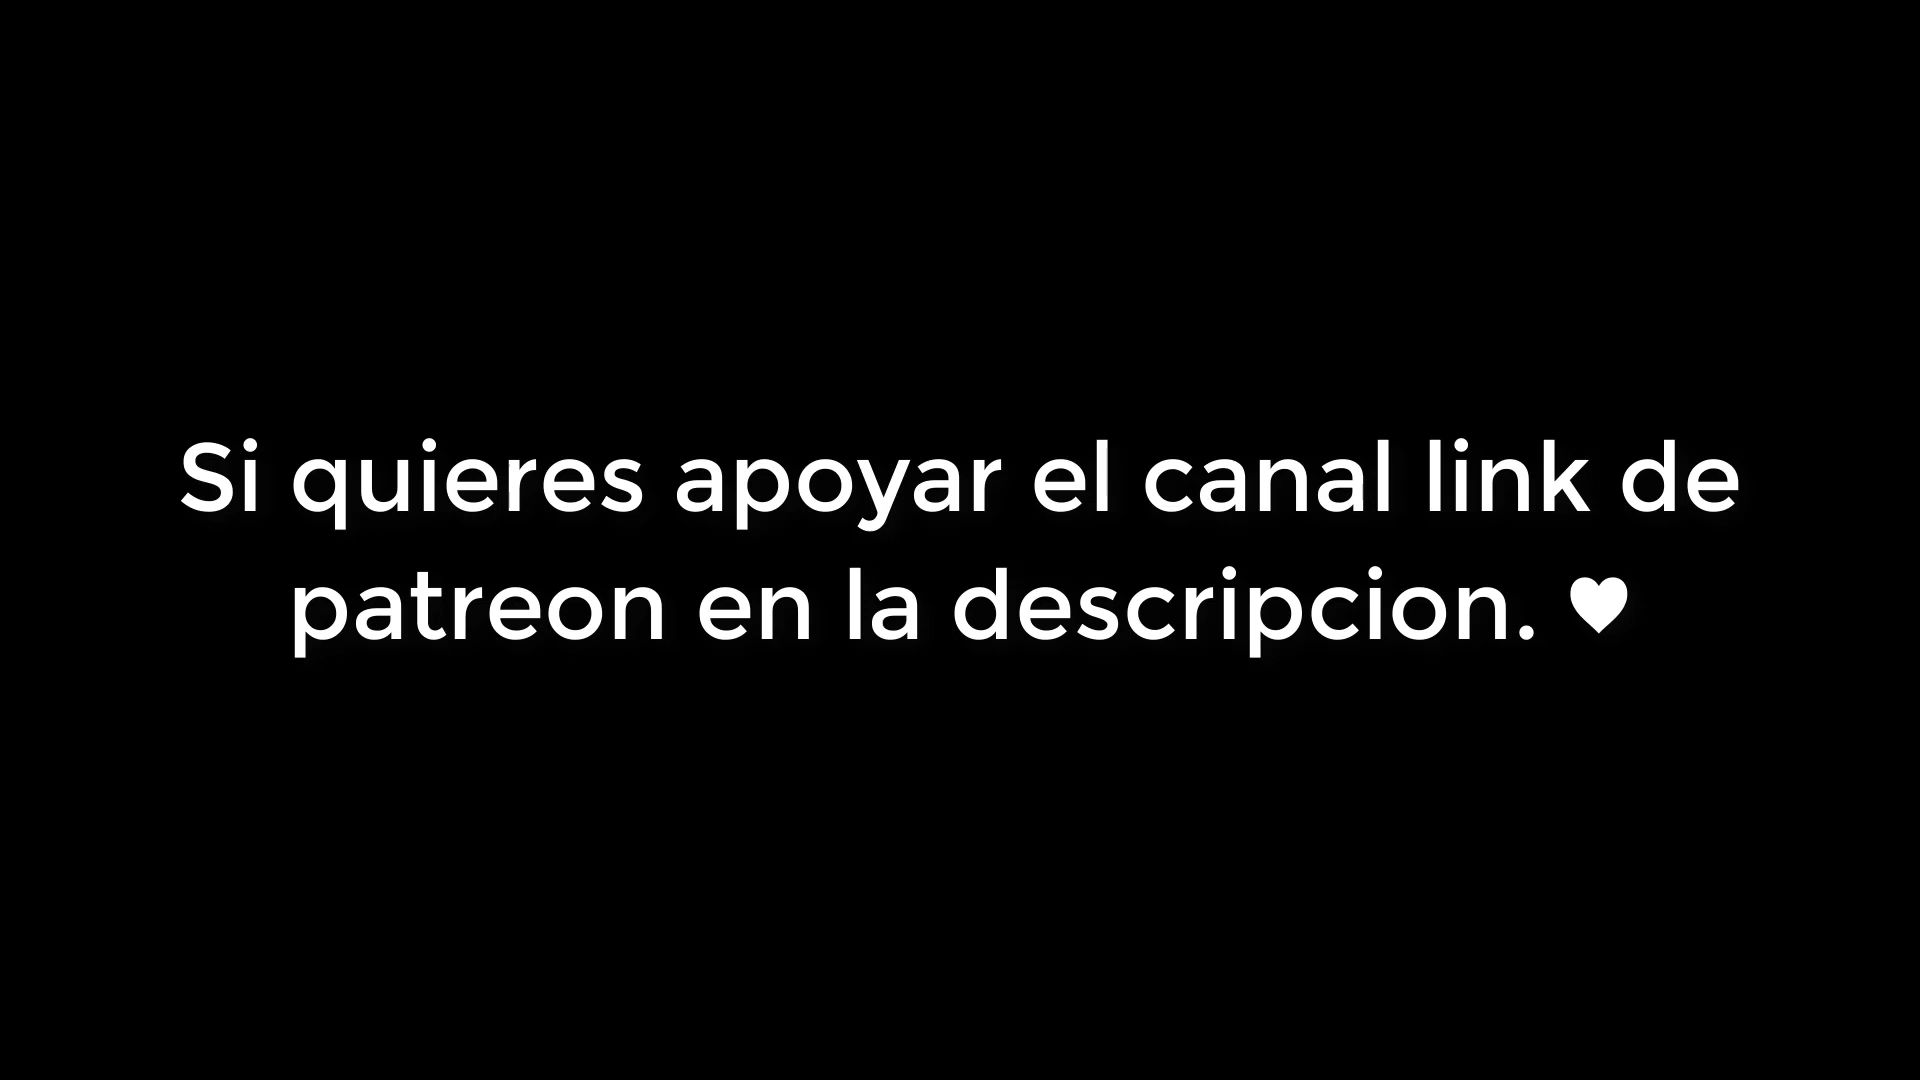 Si quieres apoyar el canal link de
patreon en la descripcion. ♥